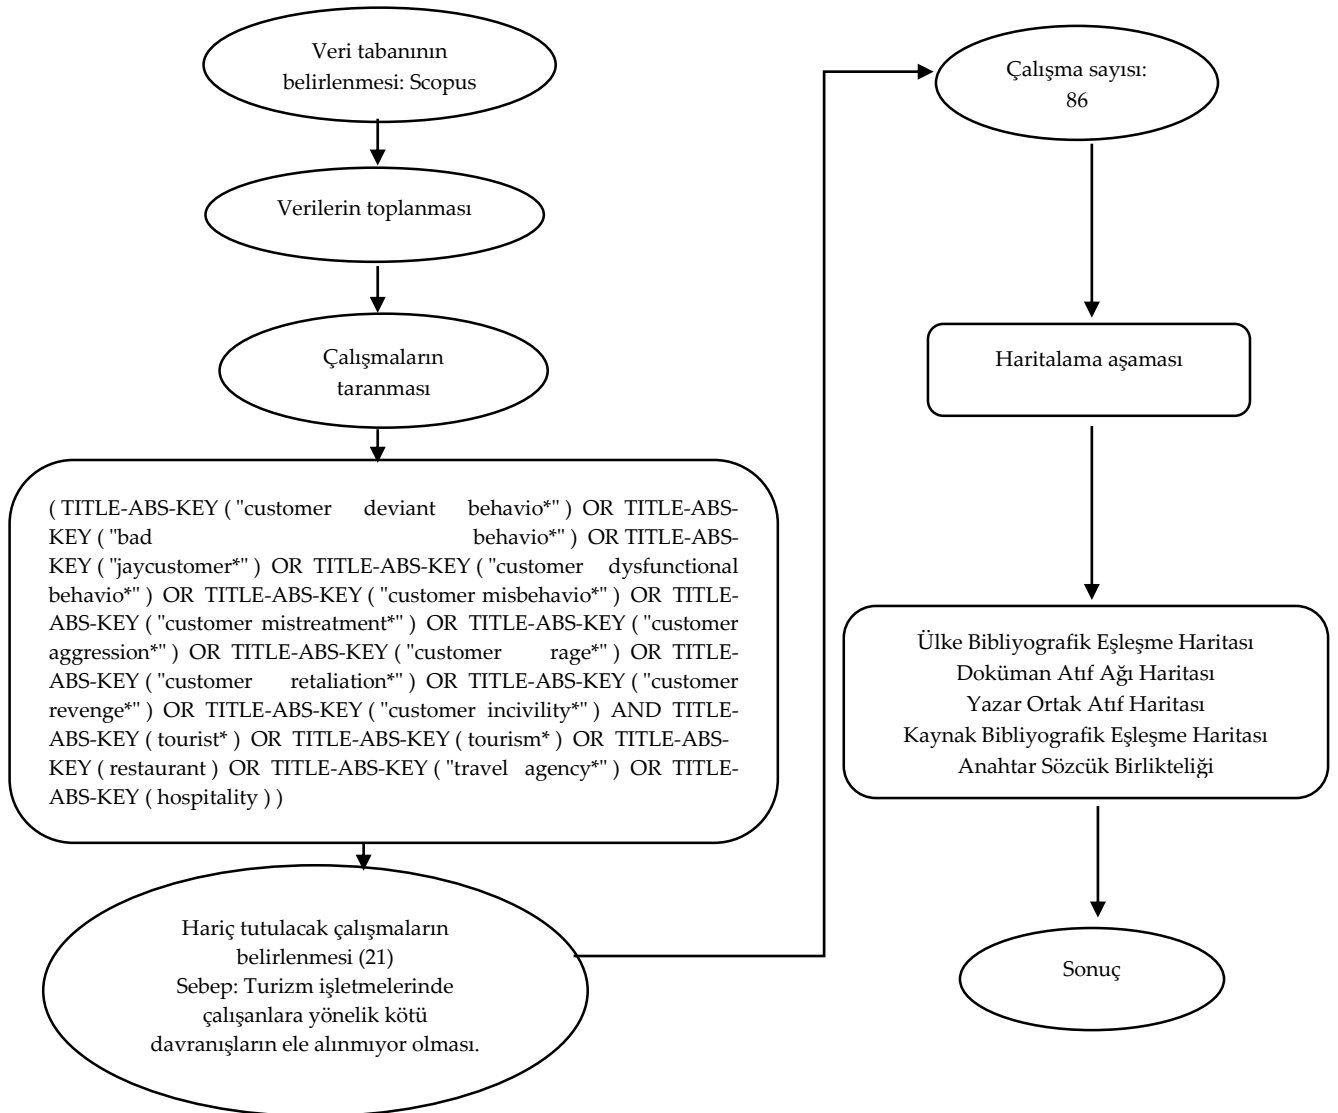 Veri tabanının
belirlenmesi: Scopus
Verilerin toplanması
Çalışmaların
taranması
( TITLE-ABS-KEY ( "customer deviant behavio*" ) OR TITLE-ABS-
KEY ( "bad behavio*" ) OR TITLE-ABS-
KEY ( "jaycustomer*" ) OR TITLE-ABS-KEY ( "customer dysfunctional
behavio*" ) OR TITLE-ABS-KEY ( "customer misbehavio*" ) OR TITLE-
ABS-KEY ( "customer mistreatment*" ) OR TITLE-ABS-KEY ( "customer
aggression*" ) OR TITLE-ABS-KEY ( "customer rage*" ) OR TITLE-
ABS-KEY ( "customer retaliation*" ) OR TITLE-ABS-KEY ( "customer
revenge*" ) OR TITLE-ABS-KEY ( "customer incivility*" ) AND TITLE-
ABS-KEY ( tourist* ) OR TITLE-ABS-KEY ( tourism* ) OR TITLE-ABS-
KEY ( restaurant ) OR TITLE-ABS-KEY ( "travel agency*" ) OR TITLE-
ABS-KEY ( hospitality ) )
Hariç tutulacak çalışmaların
belirlenmesi (21)
Sebep: Turizm işletmelerinde
çalışanlara yönelik kötü
davranışların ele alınmıyor olması.
Çalışma sayısı:
86
Haritalama aşaması
Ülke Bibliyografik Eşleşme Haritası
Doküman Atıf Ağı Haritası
Yazar Ortak Atıf Haritası
Kaynak Bibliyografik Eşleşme Haritası
Anahtar Sözcük Birlikteliği
Sonuç